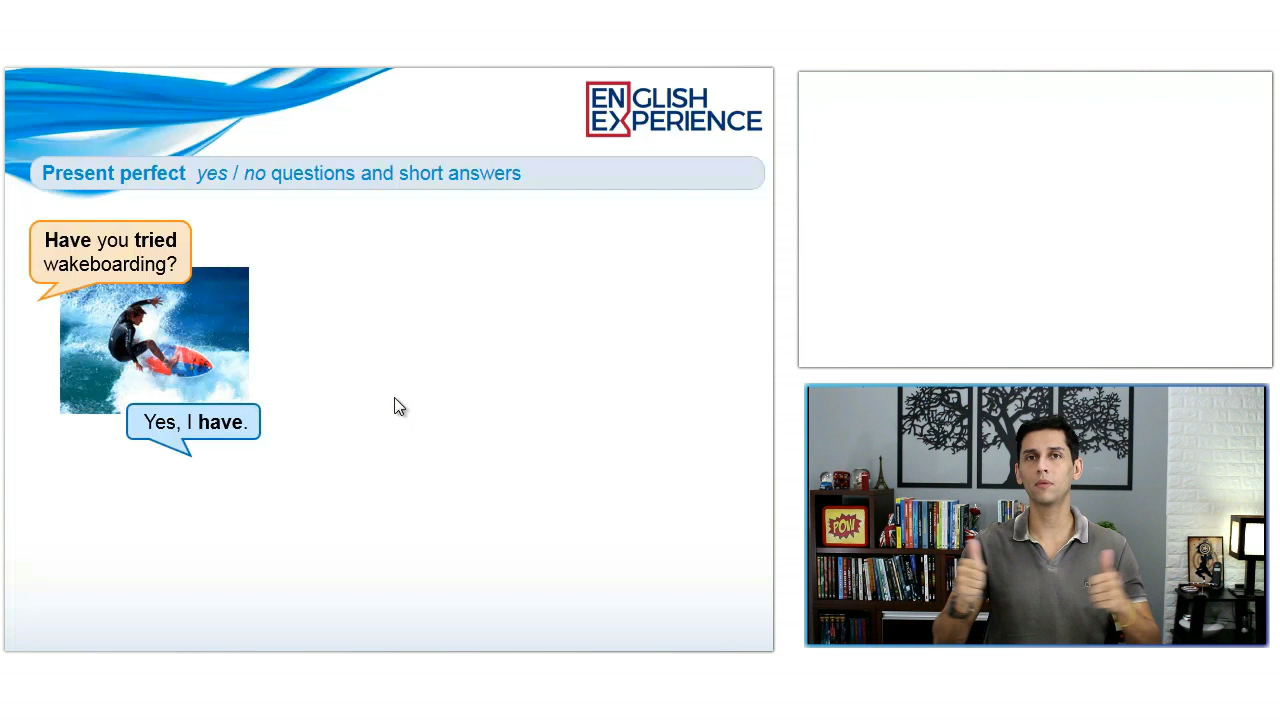 ENGLISH
EXPERIENCE
Present perfect yes / no questions and short answers
Have you tried
wakeboarding?
Yes, I have.
POW